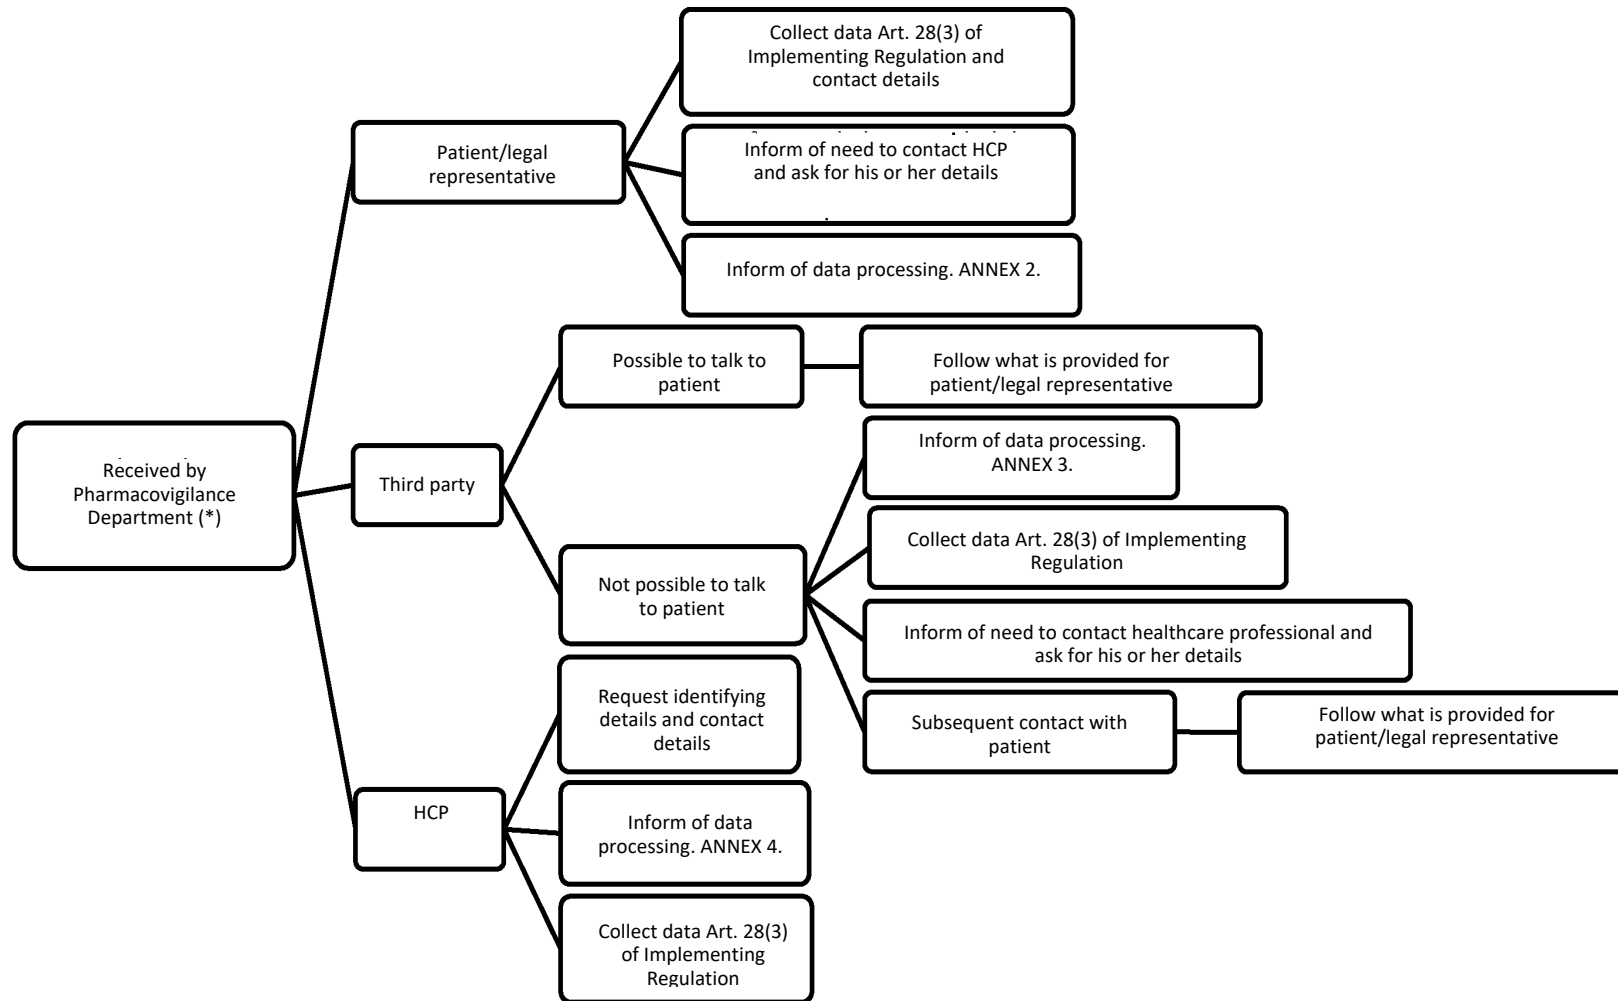 Collect data Art. 28(3) of
Implementing Regulation and
contact details
Patient/legal
representative
Inform of need to contact HCP
and ask for his or her details
Inform of data processing. ANNEX 2.
Possible to talk to
patient
Follow what is provided for
patient/legal representative
Received by
Pharmacovigilance
Department (*)
Third party
Inform of data processing.
ANNEX 3.
Not possible to talk
to patient
Collect data Art. 28(3) of Implementing
Regulation
Inform of need to contact healthcare professional and
ask for his or her details
Subsequent contact with
patient
Follow what is provided for
patient/legal representative
HCP
Request identifying
details and contact
details
Inform of data
processing. ANNEX 4.
Collect data Art. 28(3)
of Implementing
Regulation